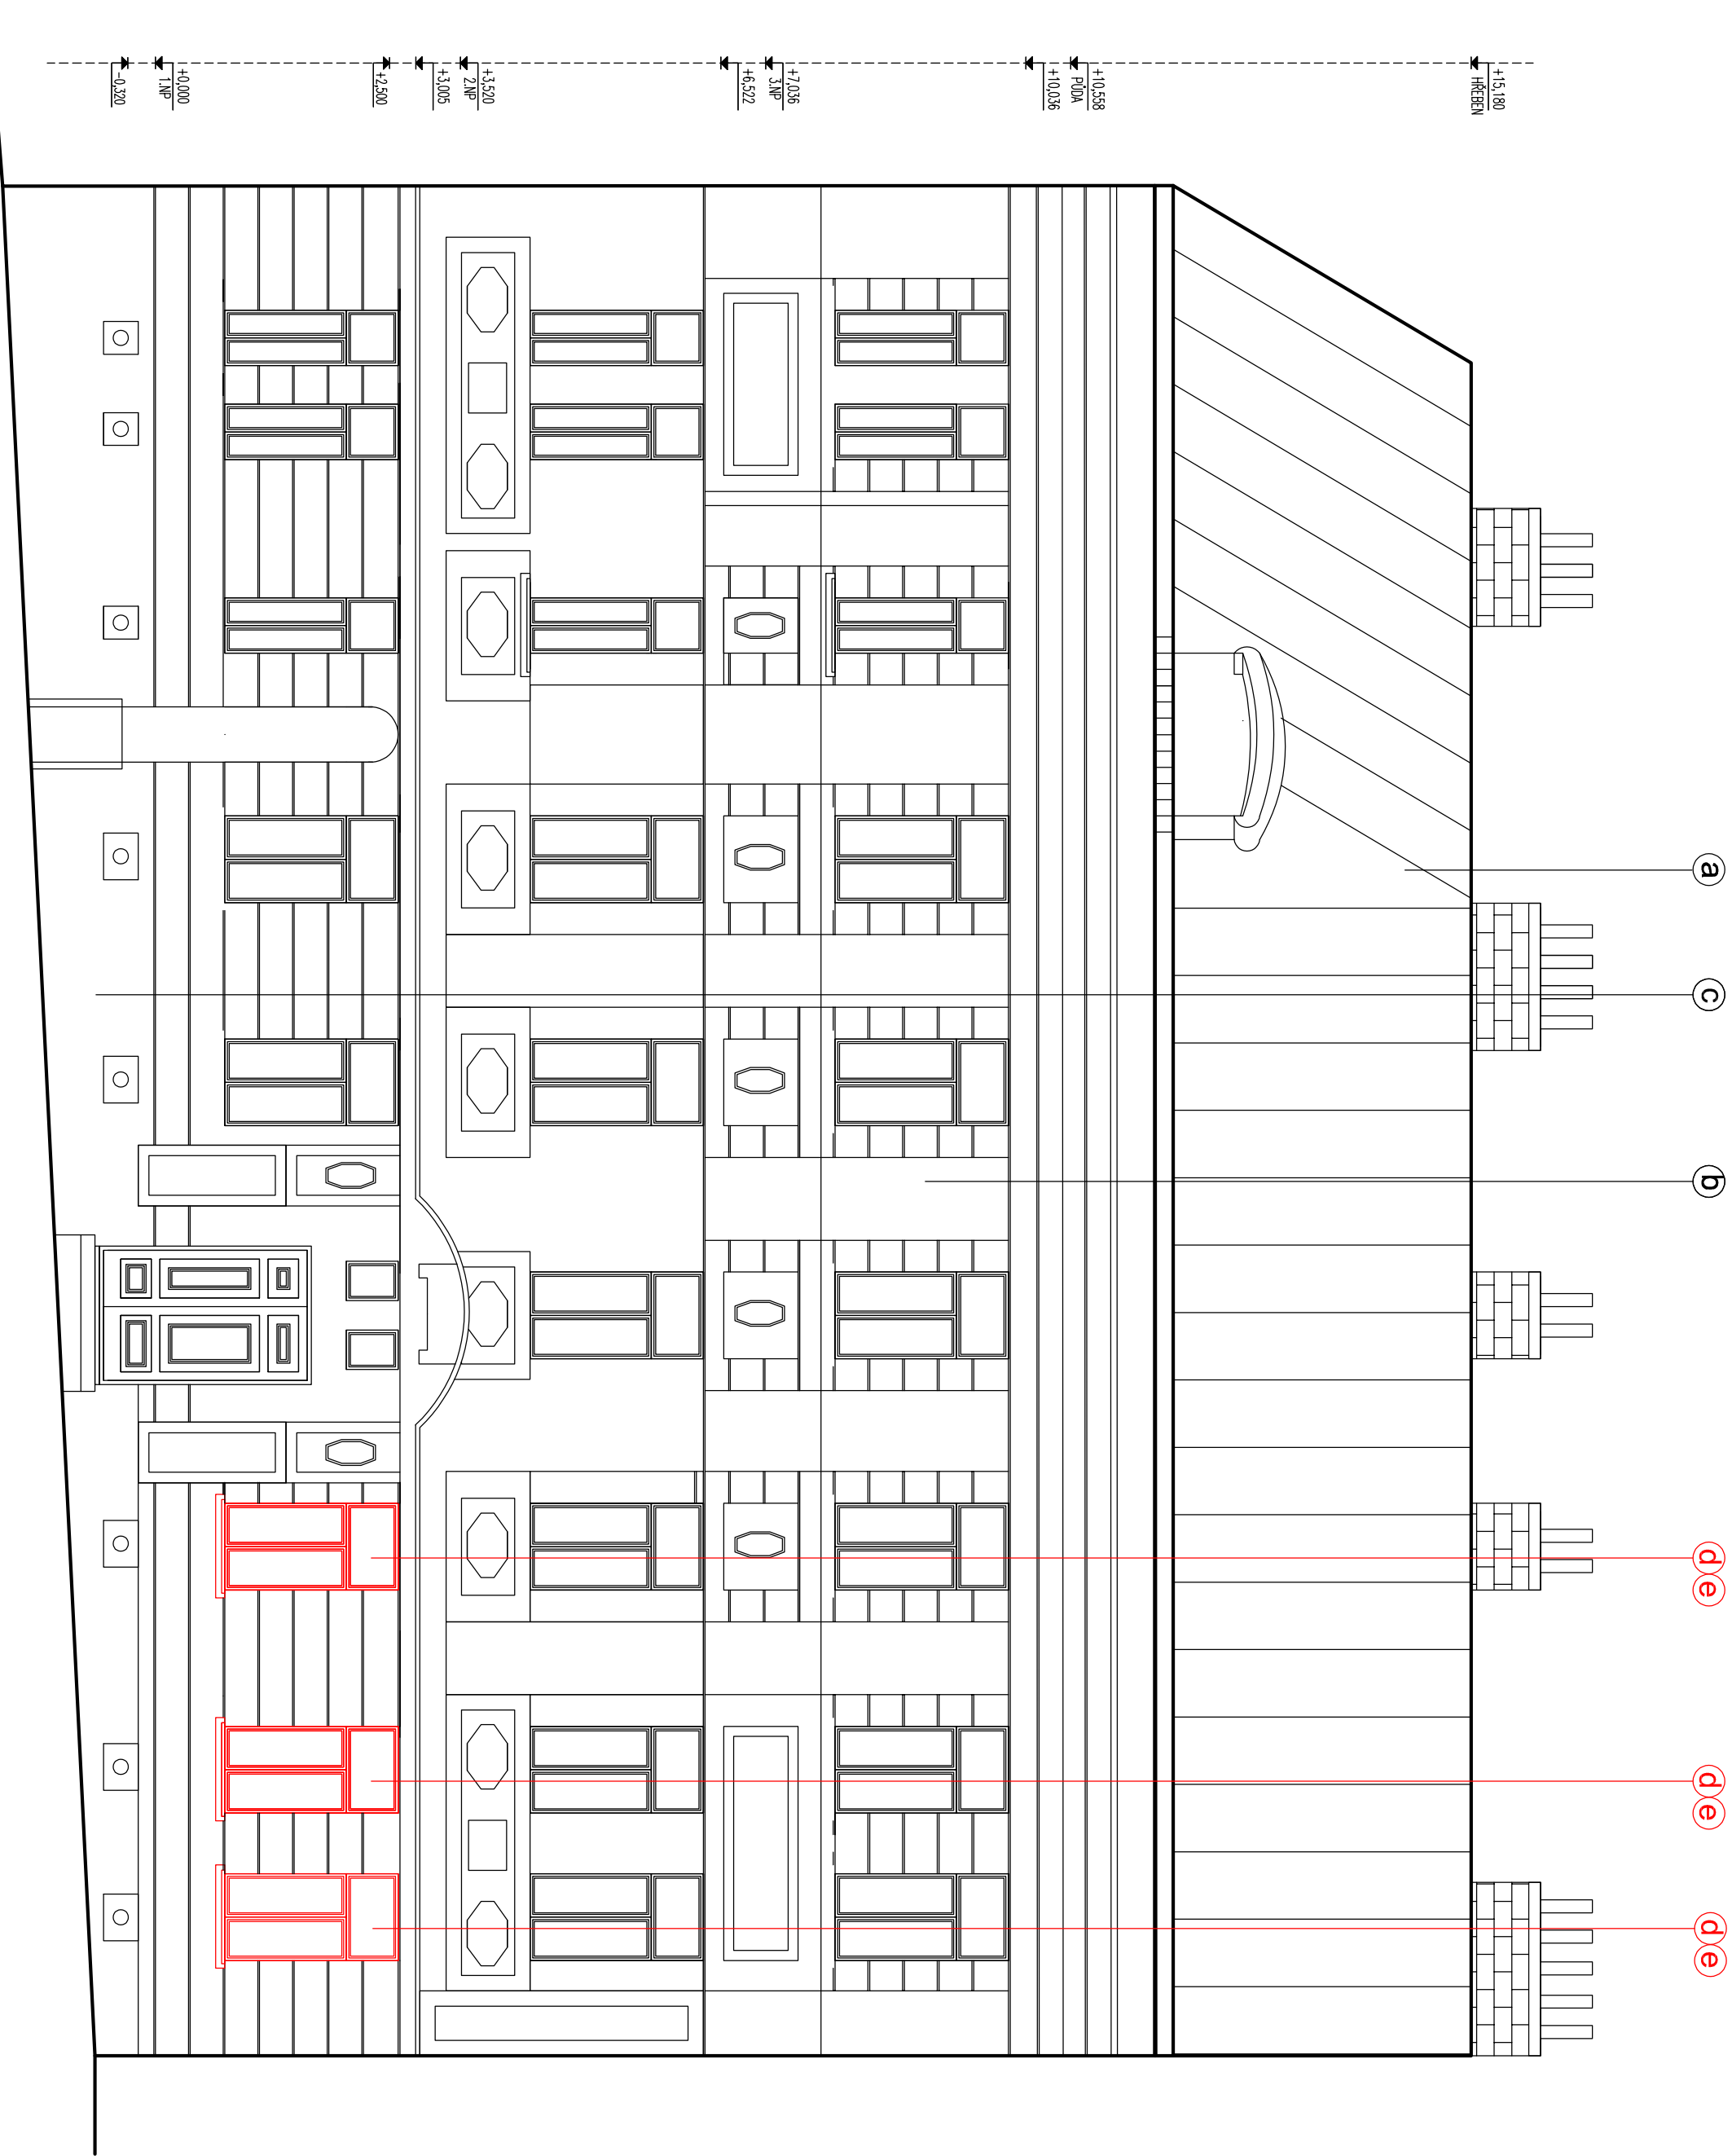 +15,180
HŘEBEN
+10,558
PŮDA
+10,036
+7,036
3.NP
+6,522
+3,520
2.NP
+3,005
+2,500
+0,000
1.NP
-0,320
a
c
b
d e
d e
d e